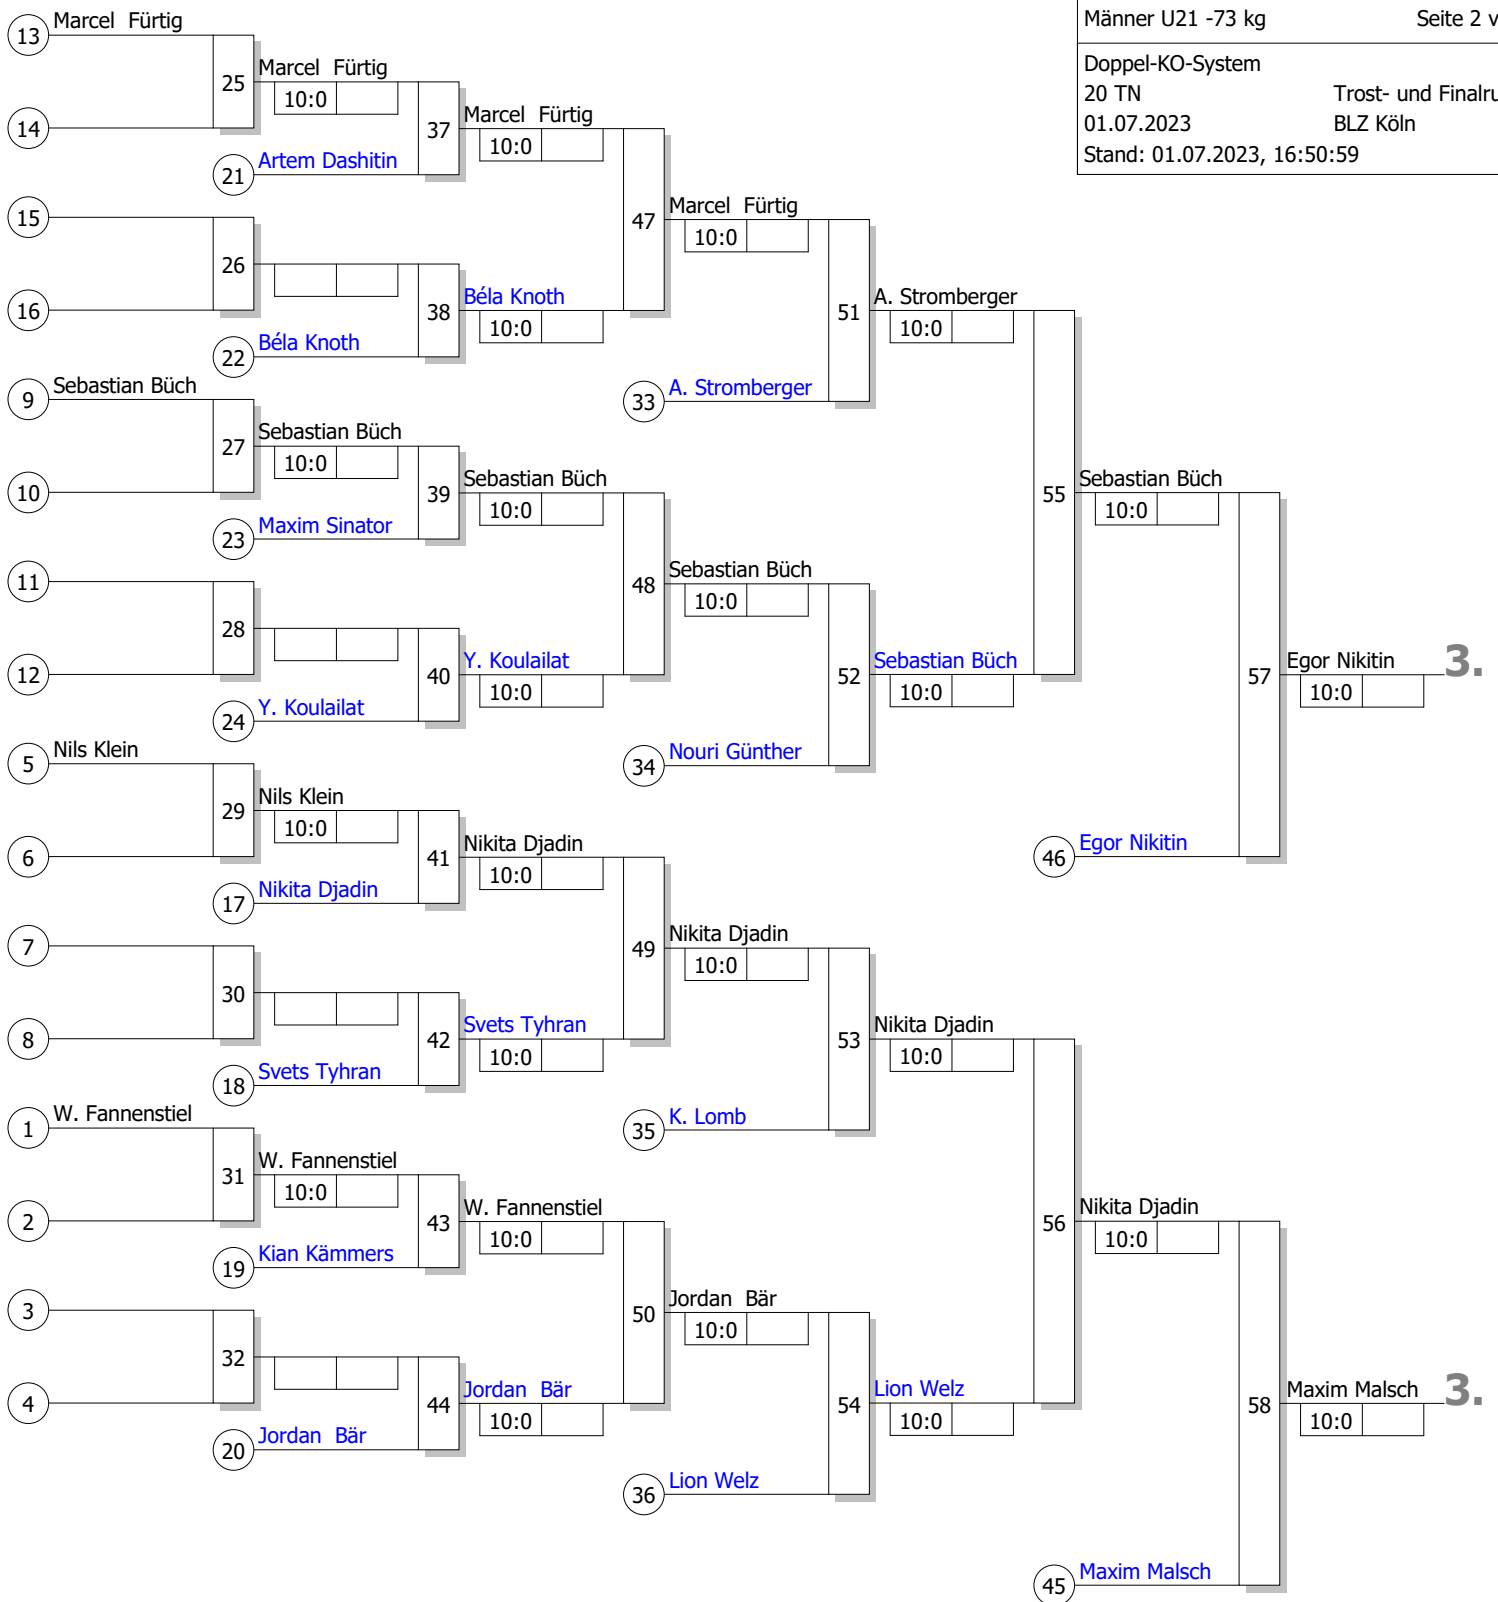 Männer U21 -73 kg Seite 2 v
Doppel-KO-System
20 TN Trost- und Finalru
01.07.2023 BLZ Köln
Stand: 01.07.2023, 16:50:59
13 Marcel Fürtig
25 Marcel Fürtig
10:0
14
37 Marcel Fürtig
10:0
21 Artem Dashitin
15
47 Marcel Fürtig
10:0
26
16
38 Béla Knoth
10:0
22 Béla Knoth
51 A. Stromberger
10:0
9 Sebastian Büch
33 A. Stromberger
27 Sebastian Büch
10:0
10
39 Sebastian Büch
10:0
55 Sebastian Büch
10:0
23 Maxim Sinator
11
48 Sebastian Büch
10:0
28
12
40 Y. Koulailat
10:0
52 Sebastian Büch
10:0
57 Egor Nikitin 3.
10:0
24 Y. Koulailat
5 Nils Klein
34 Nouri Günther
29 Nils Klein
10:0
6
41 Nikita Djadin
10:0
46 Egor Nikitin
17 Nikita Djadin
7
49 Nikita Djadin
10:0
30
8
42 Svets Tyhran
10:0
53 Nikita Djadin
10:0
18 Svets Tyhran
1 W. Fannenstiel
35 K. Lomb
31 W. Fannenstiel
10:0
2
43 W. Fannenstiel
10:0
56 Nikita Djadin
10:0
19 Kian Kämmers
3
50 Jordan Bär
10:0
32
4
44 Jordan Bär
10:0
54 Lion Welz
10:0
58 Maxim Malsch 3.
10:0
20 Jordan Bär
36 Lion Welz
45 Maxim Malsch